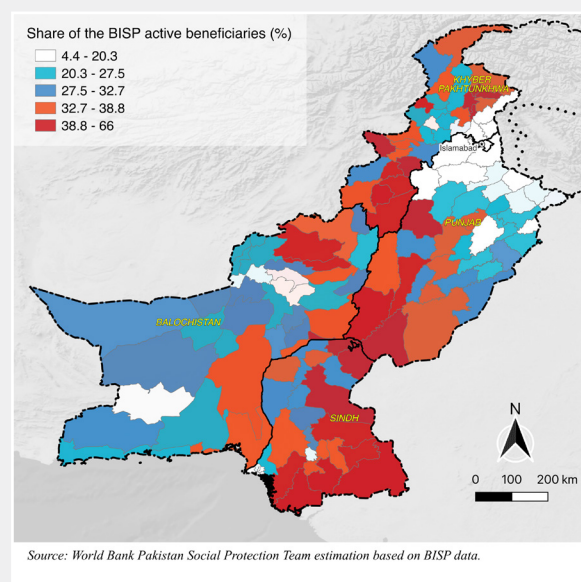 Share of the BISP active beneficiaries (%)
4.4 - 20.3
20.3 - 27.5
27.5 - 32.7
32.7 - 38.8
38.8 - 66
KHYBER
PAKHTUNKHWA
Islamabad
PUNJAB
BALOCHISTAN
SINDH
N
0 100 200 km
Source: World Bank Pakistan Social Protection Team estimation based on BISP data.